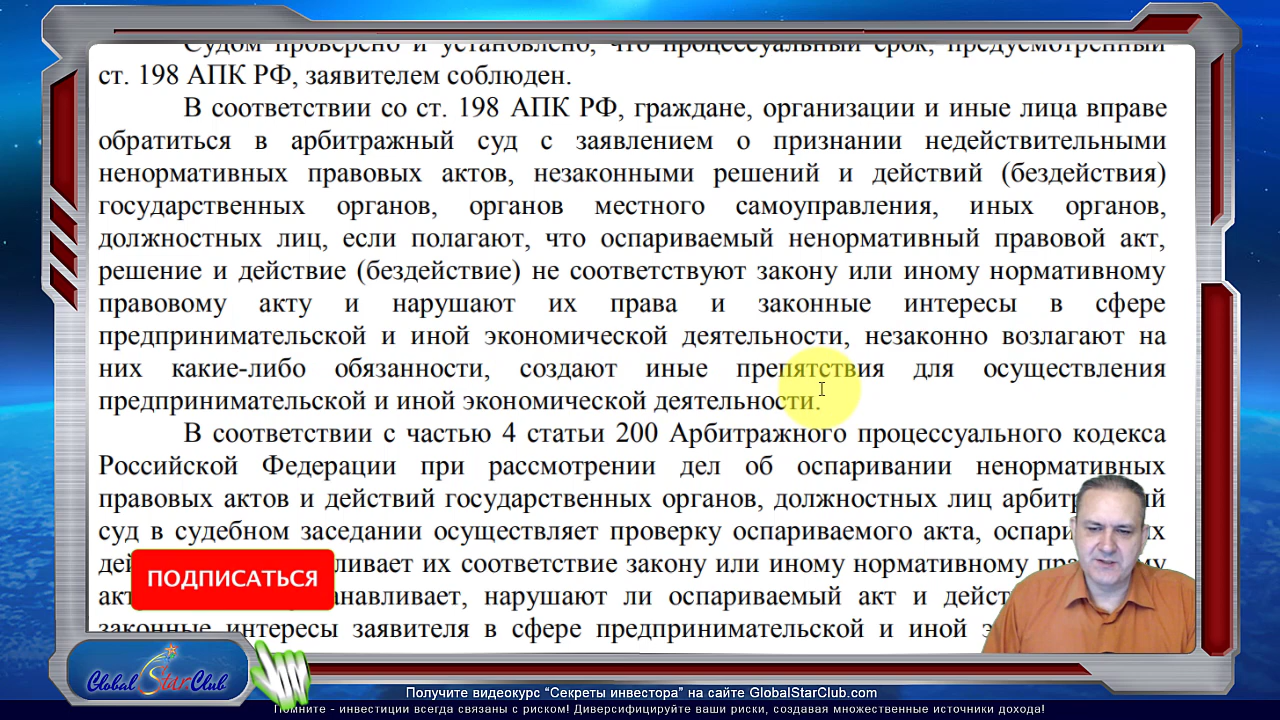 Судом проверено и установлено, что процессуальный срок, предусмотренный
ст. 198 АПК РФ, заявителем соблюден.
В соответствии со ст. 198 АПК РФ, граждане, организации и иные лица вправе
обратиться в арбитражный суд с заявлением о признании недействительными
ненормативных правовых актов, незаконными решений и действий (бездействия)
государственных органов, органов местного самоуправления, иных органов,
должностных лиц, если полагают, что оспариваемый ненормативный правовой акт,
решение и действие (бездействие) не соответствуют закону или иному нормативному
правовому акту и нарушают их права и законные интересы в сфере
предпринимательской и иной экономической деятельности, незаконно возлагают на
них какие-либо обязанности, создают иные препятствия для осуществления
предпринимательской и иной экономической деятельности.
В соответствии с частью 4 статьи 200 Арбитражного процессуального кодекса
Российской Федерации при рассмотрении дел об оспаривании ненормативных
правовых актов и действий государственных органов, должностных лиц
суд в судебном заседании осуществляет проверку оспариваемого акта,
их соответствие закону или иному нормативному
нарушают ли оспариваемый акт и
законные интересы заявителя в сфере предпринимательской и иной
ПОДПИСАТЬСЯ
Global Star Club
Получите видеокурс "Секреты инвестора" на сайте GlobalStarClub.com
Помните - инвестиции всегда связаны с риском! Диверсифицируйте ваши риски, создавая множественные источники дохода!